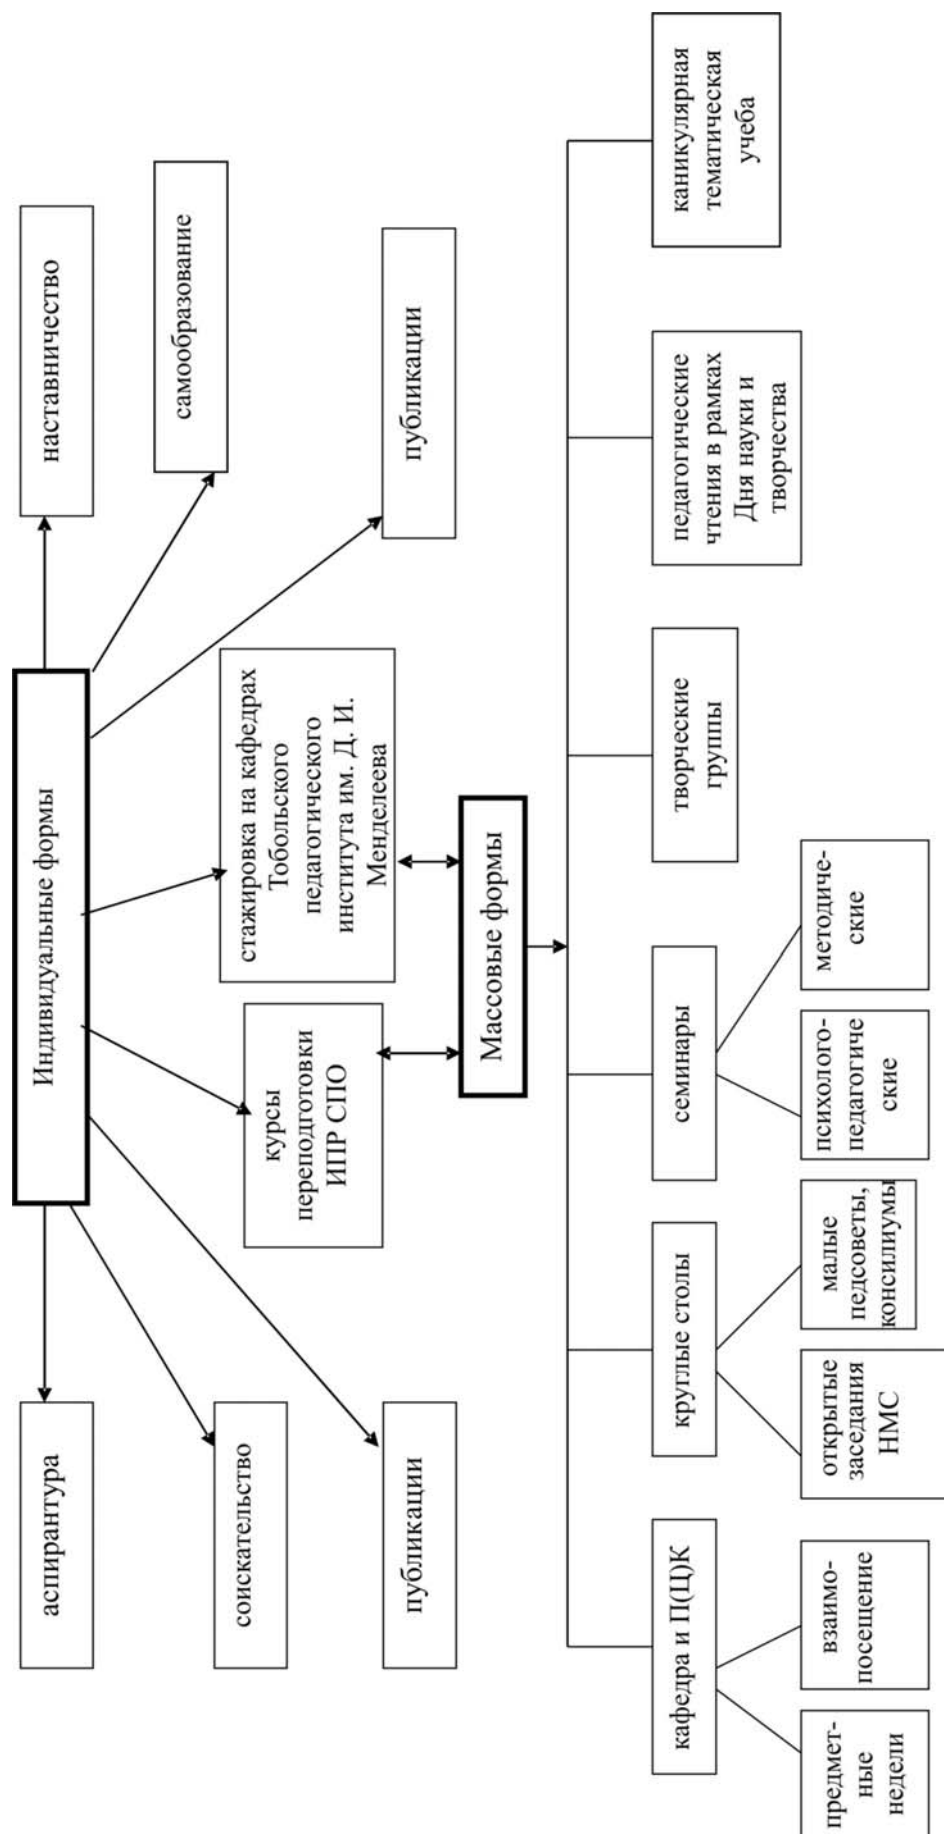 Индивидуальные формы
аспирантура
наставничество
соискательство
самообразование
публикации
курсы
переподготовки
ИПР СПО
стажировка на кафедрах
Тобольского
педагогического
института им. Д. И.
Менделеева
публикации
Массовые формы
кафедра и П(Ц)К
круглые столы
семинары
творческие
группы
педагогические
чтения в рамках
Дня науки и
творчества
каникулярная
тематическая
учеба
предмет-
ные
недели
взаимо-
посещение
открытые
заседания
НМС
малые
педсоветы,
консилиумы
психолого-
педагогиче
ские
методиче-
ские